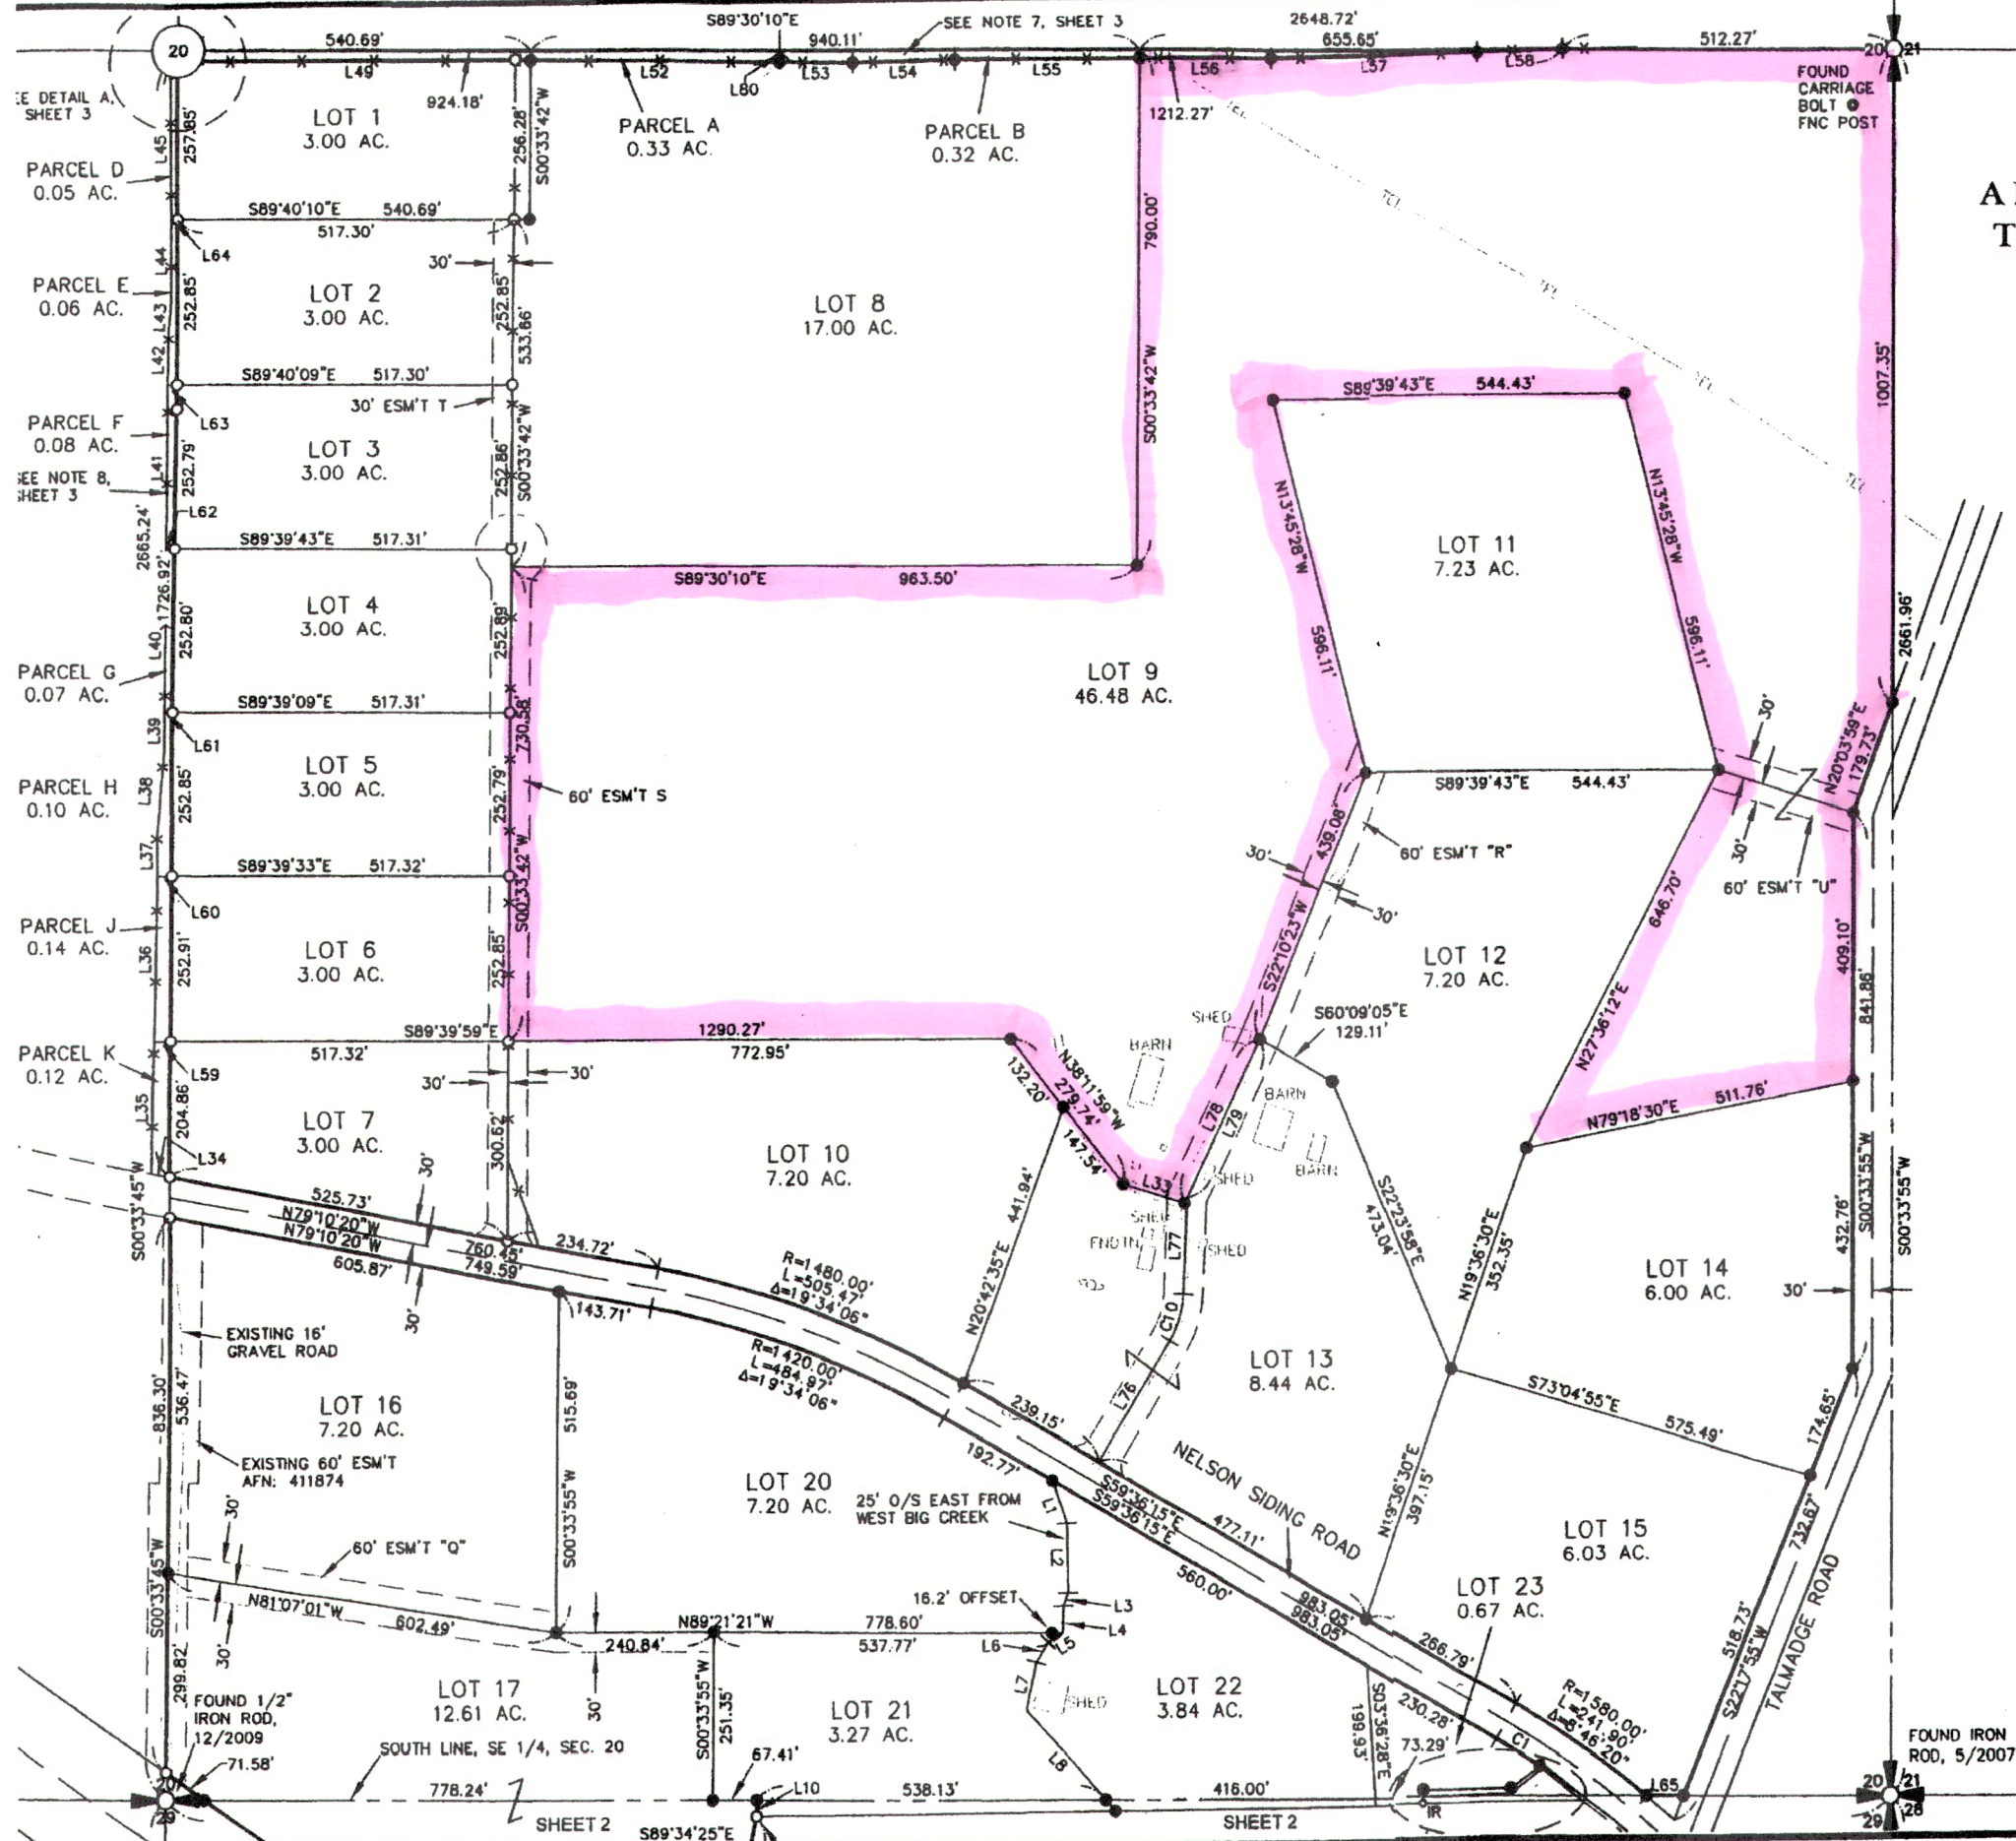 S89°30'10"E
SEE NOTE 7, SHEET 3
2648.72'
20
540.69'
940.11'
655.65'
512.27'
20 21
L49
924.18'
L52
L80
L53
L54
L55
L56
L57
L58
1212.27'
FOUND
CARRIAGE
BOLT
FNC POST
SHEET 3
L45
257.85'
LOT 1
3.00 AC.
256.28'
S00°33'42"W
PARCEL A
0.33 AC.
PARCEL B
0.32 AC.
PARCEL D
0.05 AC.
S89°40'10"E 540.69'
517.30'
L64
30'
790.00'
S00°33'42"W
TEL
TEL
TEL
PARCEL E
0.06 AC.
L44
L43
L42
252.85'
LOT 2
3.00 AC.
252.85'
533.66'
LOT 8
17.00 AC.
1007.35'
S89°40'09"E 517.30'
30' ESM'T T
L63
S89°39'43"E 544.43'
PARCEL F
0.08 AC.
L41
252.79'
LOT 3
3.00 AC.
252.86'
S00°33'42"W
SHEET 3
L62
N13°45'28"W
596.11'
LOT 11
7.23 AC.
N13°45'28"W
596.11'
2665.24'
1726.92'
S89°39'43"E 517.31'
S89°30'10"E 963.50'
LOT 4
3.00 AC.
252.80'
252.89'
2661.96'
L40
PARCEL G
0.07 AC.
LOT 9
46.48 AC.
S89°39'09"E 517.31'
L61
L39
730.58'
30'
N20°03'59"E
179.73'
PARCEL H
0.10 AC.
L38
252.85'
LOT 5
3.00 AC.
252.79'
60' ESM'T S
S89°39'43"E 544.43'
L37
S89°39'33"E 517.32'
S00°33'42"W
439.08'
30'
60' ESM'T "R"
30'
60' ESM'T "U"
L60
30'
PARCEL J
0.14 AC.
L36
252.91'
LOT 6
3.00 AC.
252.85'
S22°10'23"W
LOT 12
7.20 AC.
646.70'
N27°36'12"E
409.10'
841.86'
S89°39'59"E
1290.27'
517.32'
772.95'
SHED
S60°09'05"E
129.11'
BARN
PARCEL K
0.12 AC.
L59
30'
30'
N38°11'59"W
279.74'
132.20'
147.54'
BARN
BARN
L78
L79
N79°18'30"E 511.76'
L35
204.86'
LOT 7
3.00 AC.
300.62'
LOT 10
7.20 AC.
L33
SHED
L34
S00°33'45"W
30'
525.73'
N79°10'20"W
N79°10'20"W
605.87'
760.45'
749.59'
234.72'
143.71'
30'
441.94'
N20°42'35"E
SHED
FNDTN
L77
SHED
S22°23'58"E
473.04'
N19°36'30"E
352.35'
S00°33'55"W
432.76'
S00°33'55"W
R=1480.00'
L=505.47'
Δ=19°34'06"
R=1420.00'
L=484.97'
Δ=19°34'06"
C10
L76
LOT 14
6.00 AC.
30'
EXISTING 16'
GRAVEL ROAD
LOT 13
8.44 AC.
836.30'
536.47'
LOT 16
7.20 AC.
515.69'
S00°33'55"W
239.15'
192.77'
S73°04'55"E
575.49'
174.65'
EXISTING 60' ESM'T
AFN: 411874
NELSON SIDING ROAD
N19°36'30"E
397.15'
LOT 20
7.20 AC.
25' O/S EAST FROM
WEST BIG CREEK
L1
S59°36'15"E
S59°36'15"E
477.11'
LOT 15
6.03 AC.
732.67'
30'
60' ESM'T "Q"
L2
560.00'
S00°33'45"W
N81°07'01"W
602.49'
30'
16.2' OFFSET
L3
L4
L5
L6
983.05'
983.05'
LOT 23
0.67 AC.
TALMADGE ROAD
518.73'
S22°17'55"W
N89°21'21"W 778.60'
240.84'
537.77'
266.79'
299.82'
LOT 17
12.61 AC.
30'
S00°33'55"W
251.35'
LOT 21
3.27 AC.
L7
SHED
LOT 22
3.84 AC.
S03°36'28"E
199.93'
230.28'
C1
R=1580.00'
L=241.90'
Δ=8°46'20"
FOUND 1/2"
IRON ROD,
12/2009
71.58'
SOUTH LINE, SE 1/4, SEC. 20
67.41'
L8
73.29'
FOUND IRON
ROD, 5/2007
20
29
778.24'
SHEET 2
L10
538.13'
416.00'
IR
L65
20 21
29 28
S89°34'25"E
SHEET 2